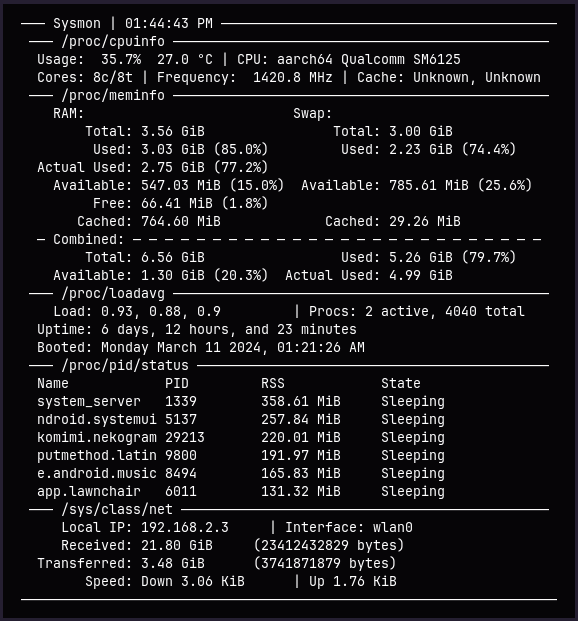 ─── Sysmon | 01:44:43 PM ──────────────────────────────────────────
─── /proc/cpuinfo ───────────────────────────────────────────────
Usage:  35.7%  27.0 °C | CPU: aarch64 Qualcomm SM6125
Cores: 8c/8t | Frequency:  1420.8 MHz | Cache: Unknown, Unknown
─── /proc/meminfo ───────────────────────────────────────────────
RAM:                          Swap:
Total: 3.56 GiB                Total: 3.00 GiB
Used: 3.03 GiB (85.0%)         Used: 2.23 GiB (74.4%)
Actual Used: 2.75 GiB (77.2%)
Available: 547.03 MiB (15.0%)  Available: 785.61 MiB (25.6%)
Free: 66.41 MiB (1.8%)
Cached: 764.60 MiB             Cached: 29.26 MiB
─ Combined: ─ ─ ─ ─ ─ ─ ─ ─ ─ ─ ─ ─ ─ ─ ─ ─ ─ ─ ─ ─ ─ ─ ─ ─ ─ ─
Total: 6.56 GiB                 Used: 5.26 GiB (79.7%)
Available: 1.30 GiB (20.3%)  Actual Used: 4.99 GiB
─── /proc/loadavg ───────────────────────────────────────────────
Load: 0.93, 0.88, 0.9         | Procs: 2 active, 4040 total
Uptime: 6 days, 12 hours, and 23 minutes
Booted: Monday March 11 2024, 01:21:26 AM
─── /proc/pid/status ────────────────────────────────────────────
Name            PID         RSS            State
system_server   1339        358.61 MiB     Sleeping
ndroid.systemui 5137        257.84 MiB     Sleeping
komimi.nekogram 29213       220.01 MiB     Sleeping
putmethod.latin 9800        191.97 MiB     Sleeping
e.android.music 8494        165.83 MiB     Sleeping
app.lawnchair   6011        131.32 MiB     Sleeping
─── /sys/class/net ──────────────────────────────────────────────
Local IP: 192.168.2.3     | Interface: wlan0
Received: 21.80 GiB     (23412432829 bytes)
Transferred: 3.48 GiB      (3741871879 bytes)
Speed: Down 3.06 KiB      | Up 1.76 KiB